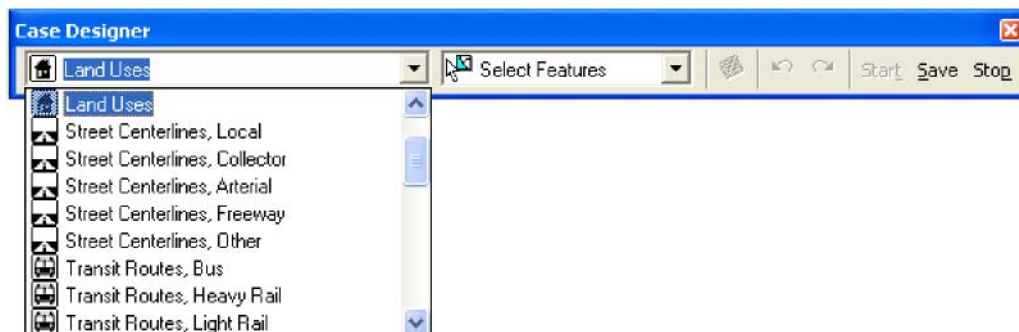 Case Designer
Land Uses Select Features Start Save Stop
Land Uses
Street Centerlines, Local
Street Centerlines, Collector
Street Centerlines, Arterial
Street Centerlines, Freeway
Street Centerlines, Other
Transit Routes, Bus
Transit Routes, Heavy Rail
Transit Routes, Light Rail